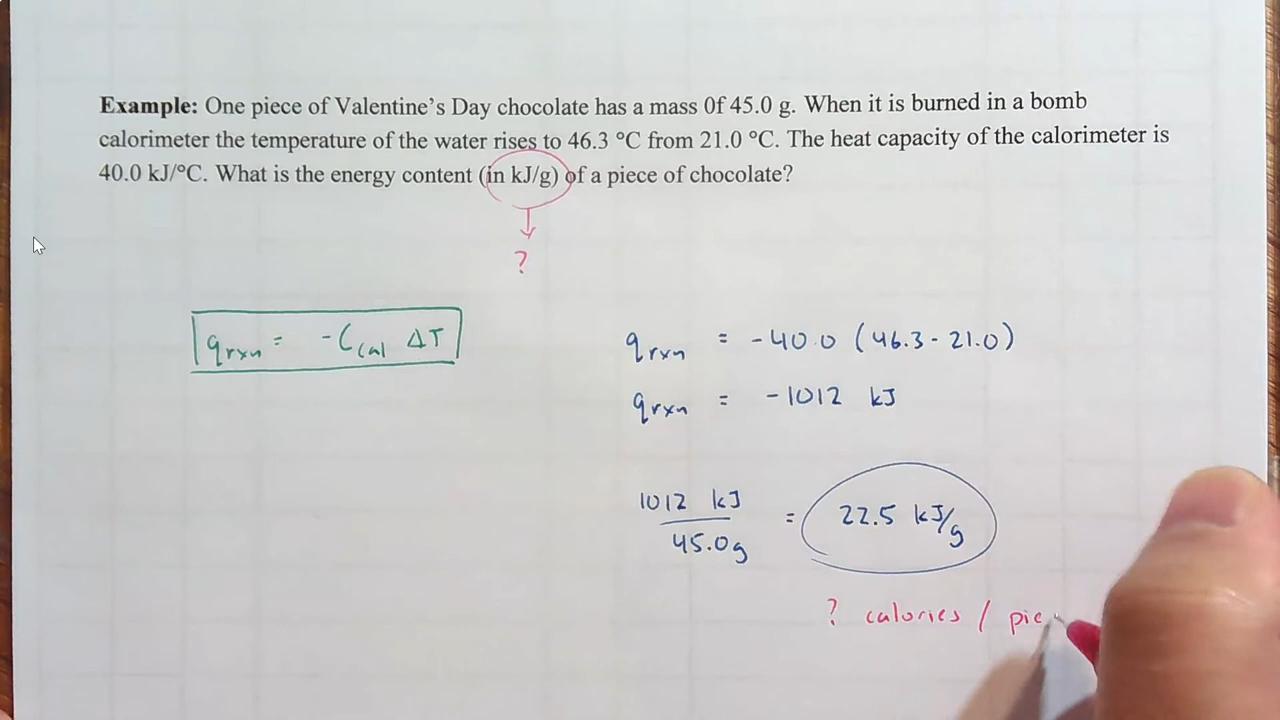 Example: One piece of Valentine's Day chocolate has a mass 0f 45.0 g. When it is burned in a bomb
calorimeter the temperature of the water rises to 46.3 °C from 21.0 °C. The heat capacity of the calorimeter is
40.0 kJ/°C. What is the energy content (in kJ/g) of a piece of chocolate?
?
qrxn = -Ccal ΔT
qrxn = -40.0 (46.3 - 21.0)
qrxn = -1012 kJ
1012 kJ
45.0g
= 22.5 kJ/g
? calories / pie